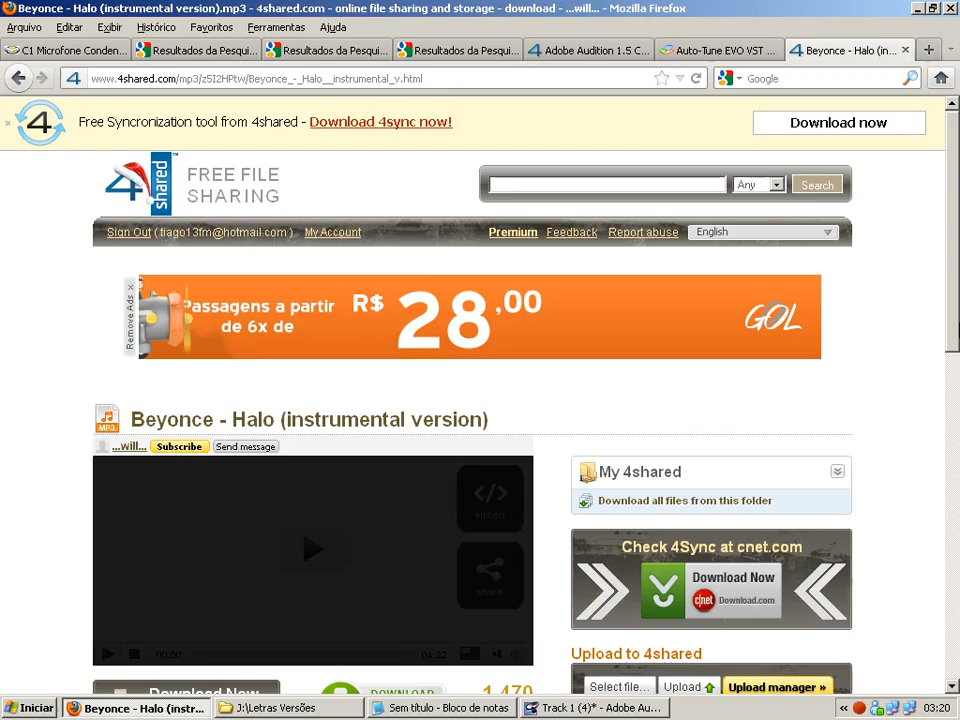 Beyonce - Halo (instrumental version).mp3 - 4shared.com - online file sharing and storage - download - ...will... - Mozilla Firefox
Arquivo Editar Exibir Histórico Favoritos Ferramentas Ajuda
C1 Microfone Conden... Resultados da Pesqui... Resultados da Pesqui... Resultados da Pesqui... Adobe Audition 1.5 C... Auto-Tune EVO VST ... Beyonce - Halo (in...
www.4shared.com/mp3/z5I2HPtw/Beyonce_-_Halo__instrumental_v.html Google
Free Syncronization tool from 4shared - Download 4sync now! Download now
4shared FREE FILE SHARING
Any Search
Sign Out ( tiago13fm@hotmail.com ) My Account Premium Feedback Report abuse English
Remove Ads x
Passagens a partir de 6x de R$ 28,00 GOL
MP3 Beyonce - Halo (instrumental version)
...will... Subscribe Send message
embed
share
00:00 04:22
My 4shared
Download all files from this folder
Check 4Sync at cnet.com
Download Now
cnet Download.com
Upload to 4shared
Select file... Upload Upload manager »
Download Now DOWNLOAD 1,470
Iniciar Beyonce - Halo (instr... J:\Letras Versões Sem título - Bloco de notas Track 1 (4)* - Adobe Au... 03:20